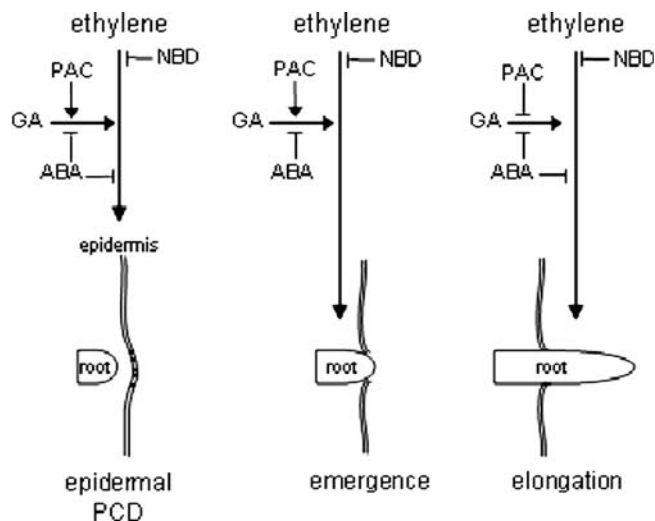 ethylene
NBD
PAC
GA
ABA
epidermis
root
epidermal
PCD
ethylene
NBD
PAC
GA
ABA
root
emergence
ethylene
NBD
PAC
GA
ABA
root
elongation